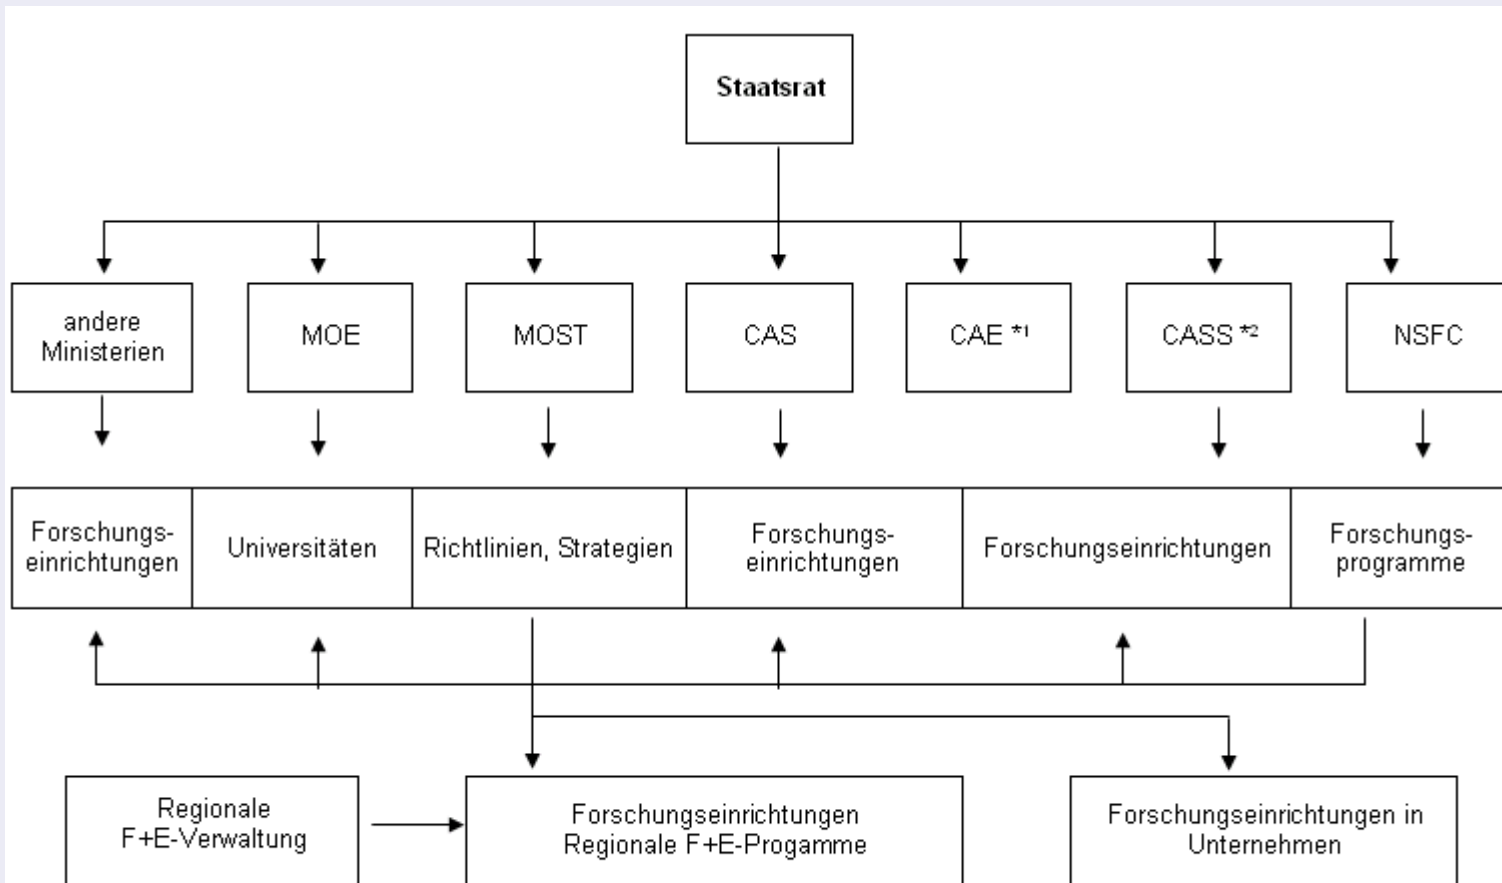 Staatsrat
andere
Ministerien
MOE
MOST
CAS
CAE *¹
CASS *²
NSFC
Forschungs-
einrichtungen
Universitäten
Richtlinien, Strategien
Forschungs-
einrichtungen
Forschungseinrichtungen
Forschungs-
programme
Regionale
F+E-Verwaltung
Forschungseinrichtungen
Regionale F+E-Progamme
Forschungseinrichtungen in
Unternehmen